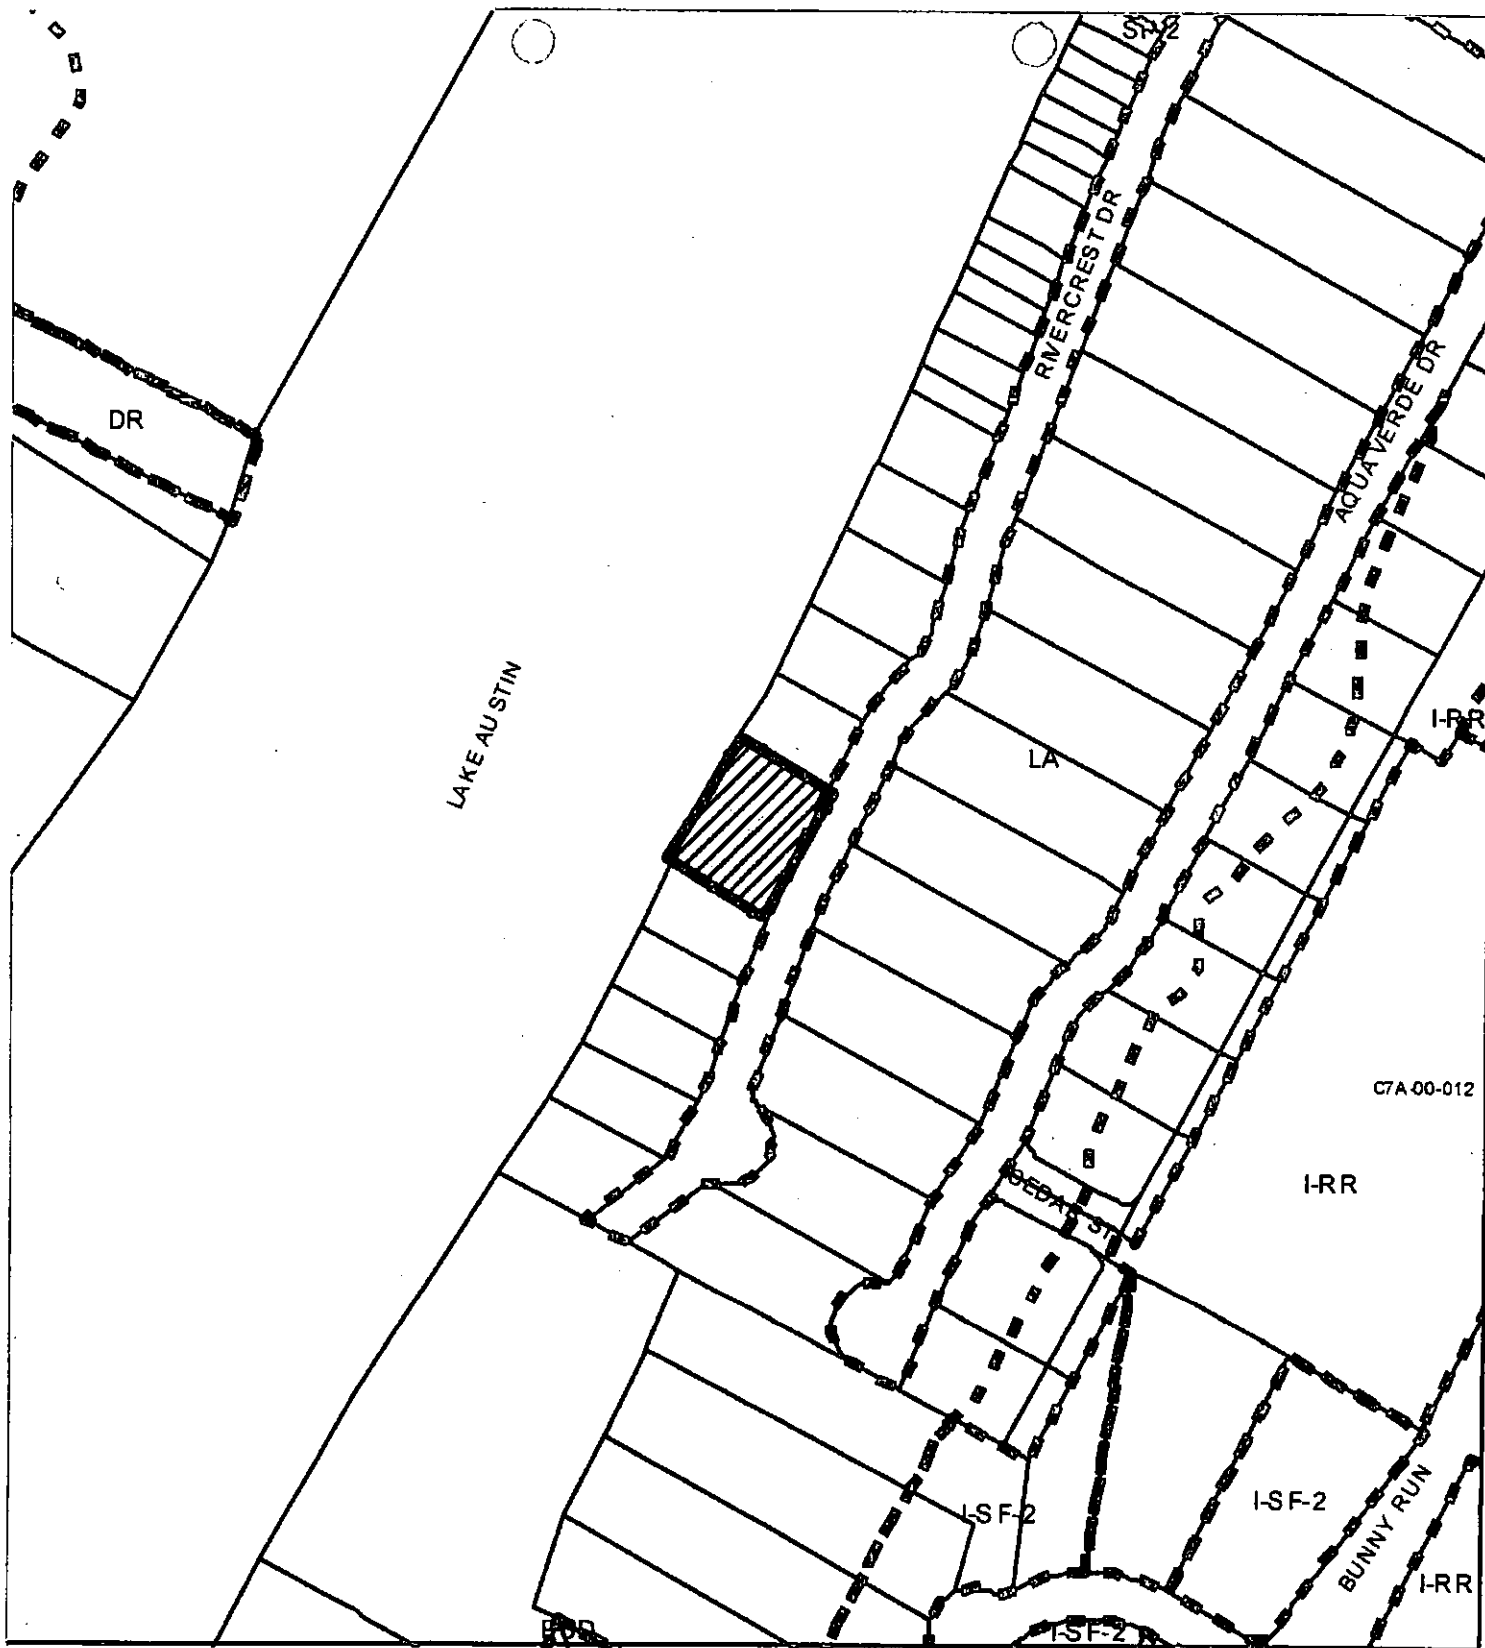 SF-2
RIVERCREST DR
AQUA VERDE DR
DR
LAKE AUSTIN
I-RR
LA
C7A-00-012
I-RR
CEDAR ST
I-SF-2
I-SF-2
BUNNY RUN
I-RR
PUD
I-SF-2